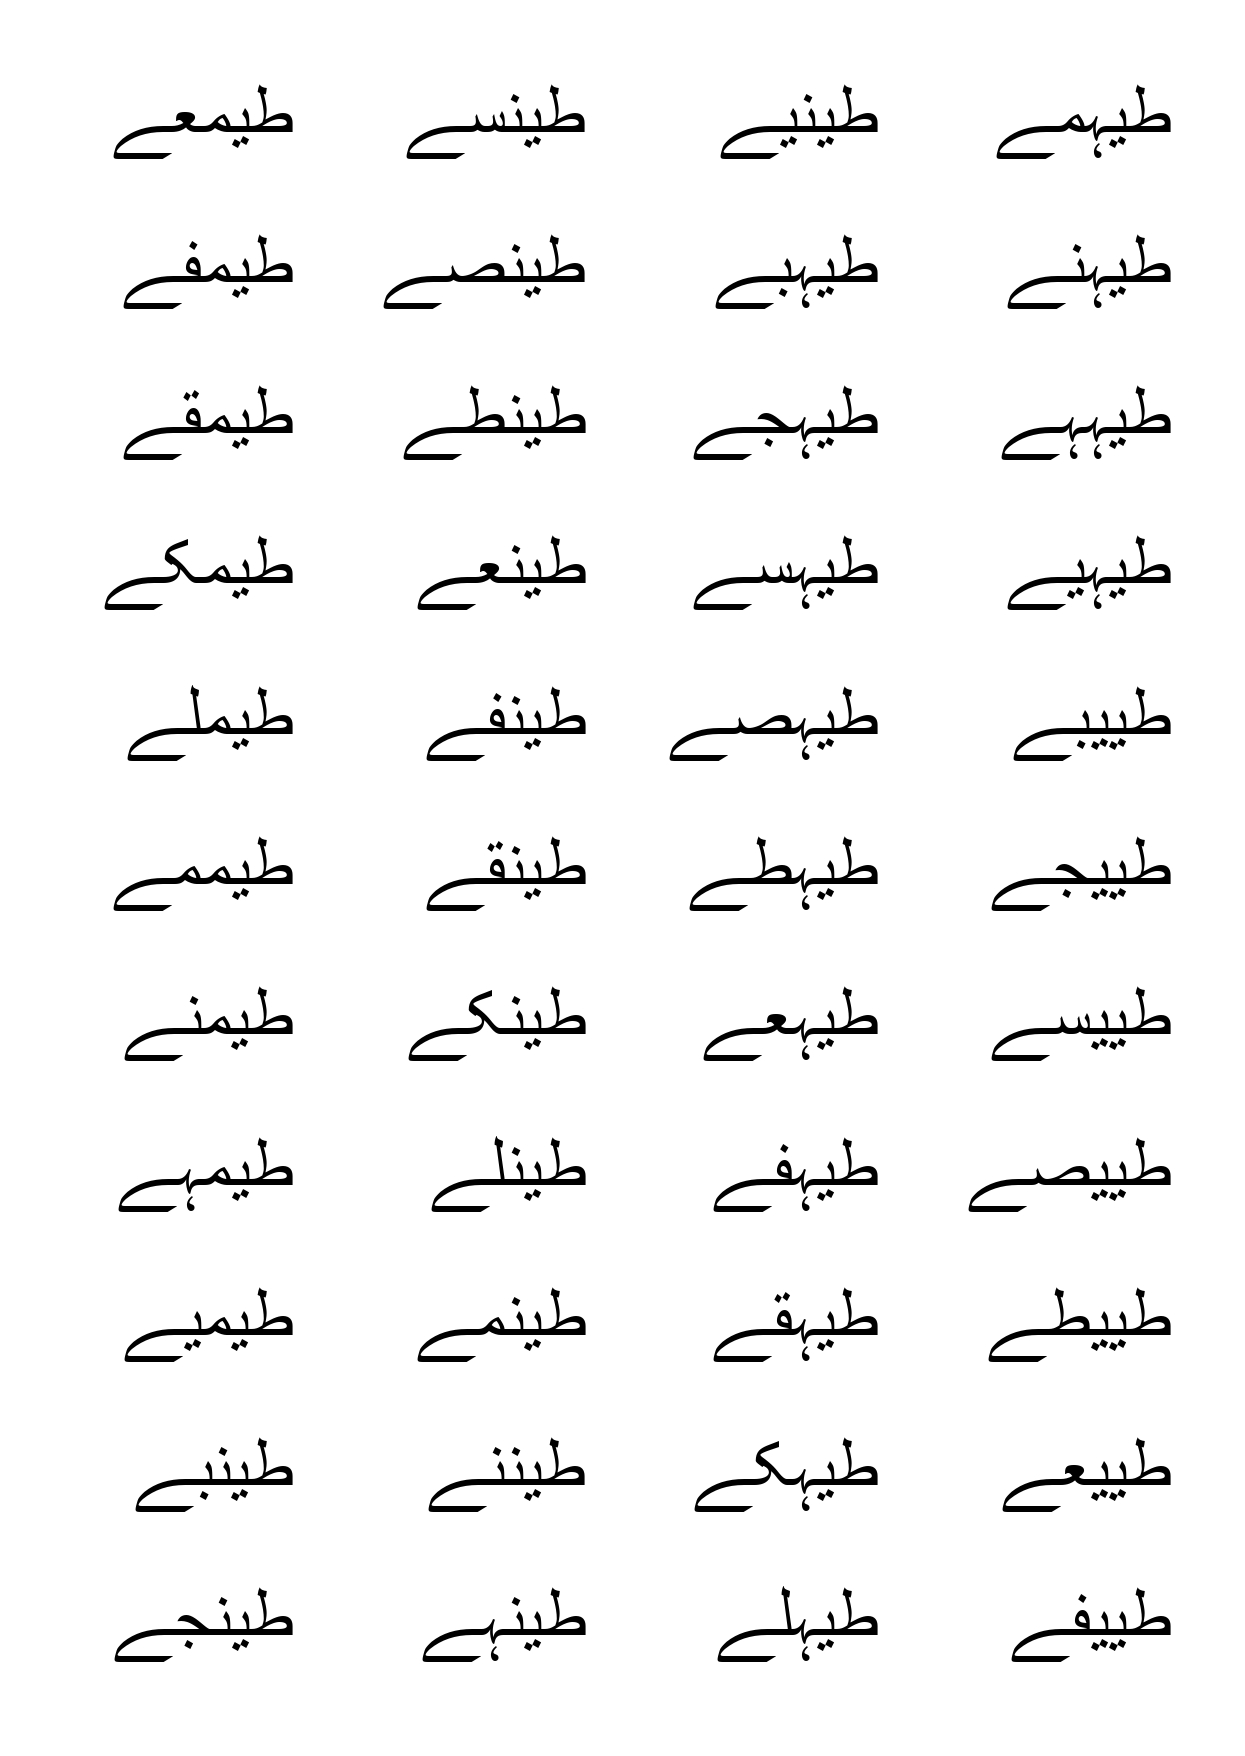 طیہمے طینیے طینسے طیمعے
طیہنے طیہبے طینصے طیمفے
طیہہے طیہجے طینطے طیمقے
طیہیے طیہسے طینعے طیمکے
طییبے طیہصے طینفے طیملے
طییجے طیہطے طینقے طیممے
طییسے طیہعے طینکے طیمنے
طییصے طیہفے طینلے طیمہے
طییطے طیہقے طینمے طیمیے
طییعے طیہکے طیننے طینبے
طییفے طیہلے طینہے طینجے